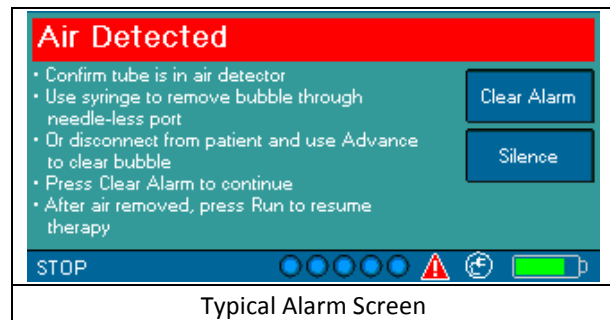 Air Detected
• Confirm tube is in air detector
• Use syringe to remove bubble through
needle-less port
• Or disconnect from patient and use Advance
to clear bubble
• Press Clear Alarm to continue
• After air removed, press Run to resume
therapy
Clear Alarm
Silence
STOP
Typical Alarm Screen